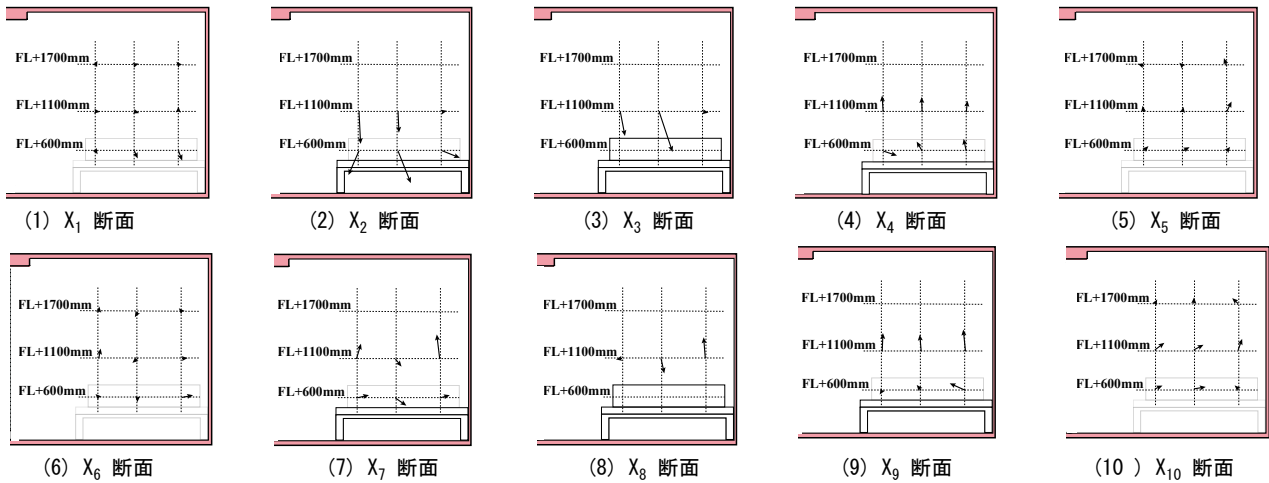 FL+1700mm
FL+1100mm
FL+600mm
(1) X1 断面
FL+1700mm
FL+1100mm
FL+600mm
(2) X2 断面
FL+1700mm
FL+1100mm
FL+600mm
(3) X3 断面
FL+1700mm
FL+1100mm
FL+600mm
(4) X4 断面
FL+1700mm
FL+1100mm
FL+600mm
(5) X5 断面
FL+1700mm
FL+1100mm
FL+600mm
(6) X6 断面
FL+1700mm
FL+1100mm
FL+600mm
(7) X7 断面
FL+1700mm
FL+1100mm
FL+600mm
(8) X8 断面
FL+1700mm
FL+1100mm
FL+600mm
(9) X9 断面
FL+1700mm
FL+1100mm
FL+600mm
(10 ) X10 断面